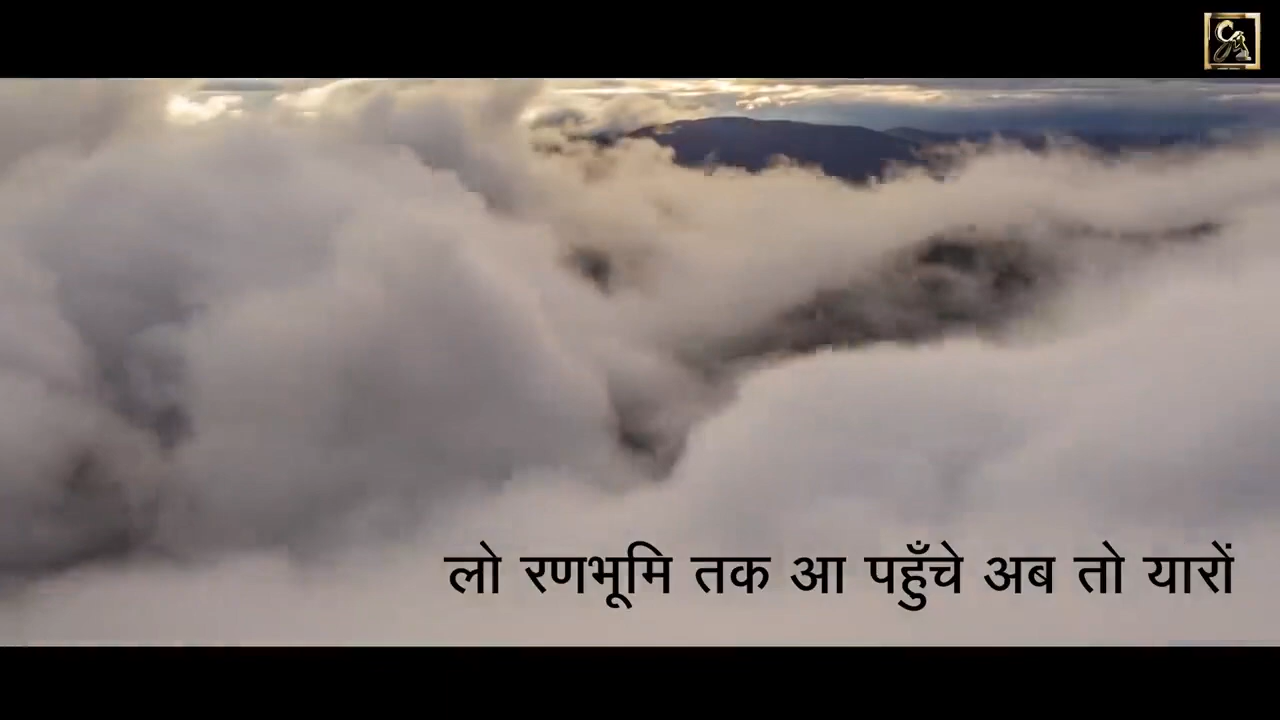 लो रणभूमि तक आ पहुँचे अब तो यारों